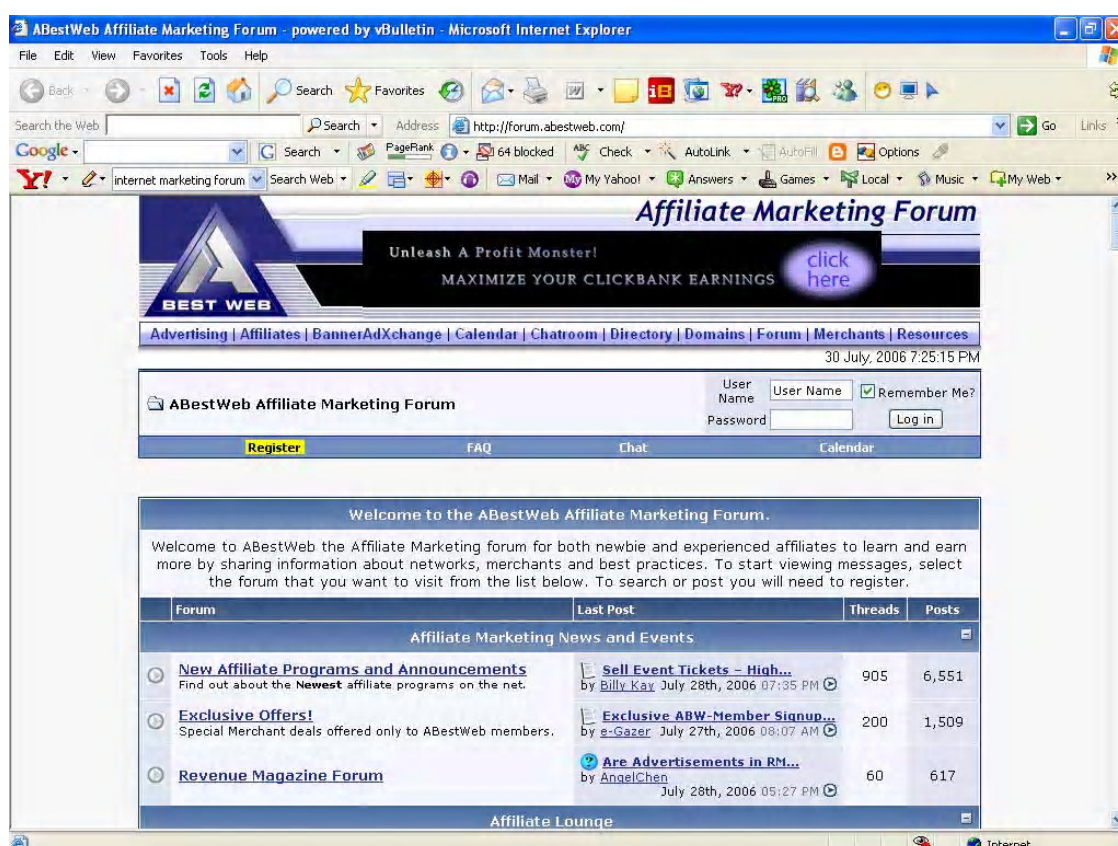 ABestWeb Affiliate Marketing Forum - powered by vBulletin - Microsoft Internet Explorer
File Edit View Favorites Tools Help
Back Search Favorites
Search the Web Search Address http://forum.abestweb.com/ Go Links
Google Search PageRank 64 blocked ABC Check AutoLink AutoFill Options
Y! internet marketing forum Search Web Mail My Yahoo! Answers Games Local Music My Web »
Affiliate Marketing Forum
Unleash A Profit Monster!
MAXIMIZE YOUR CLICKBANK EARNINGS
click
here
A
BEST WEB
Advertising | Affiliates | BannerAdXchange | Calendar | Chatroom | Directory | Domains | Forum | Merchants | Resources
30 July, 2006 7:25:15 PM
ABestWeb Affiliate Marketing Forum
User Name User Name Remember Me?
Password Log in
Register FAQ Chat Calendar
Welcome to the ABestWeb Affiliate Marketing Forum.
Welcome to ABestWeb the Affiliate Marketing forum for both newbie and experienced affiliates to learn and earn
more by sharing information about networks, merchants and best practices. To start viewing messages, select
the forum that you want to visit from the list below. To search or post you will need to register.
Forum Last Post Threads Posts
Affiliate Marketing News and Events
New Affiliate Programs and Announcements Sell Event Tickets - High... 905 6,551
Find out about the Newest affiliate programs on the net. by Billy Kay July 28th, 2006 07:35 PM
Exclusive Offers! Exclusive ABW-Member Signup... 200 1,509
Special Merchant deals offered only to ABestWeb members. by e-Gazer July 27th, 2006 08:07 AM
Revenue Magazine Forum Are Advertisements in RM... 60 617
by AngelChen
July 28th, 2006 05:27 PM
Affiliate Lounge
Internet